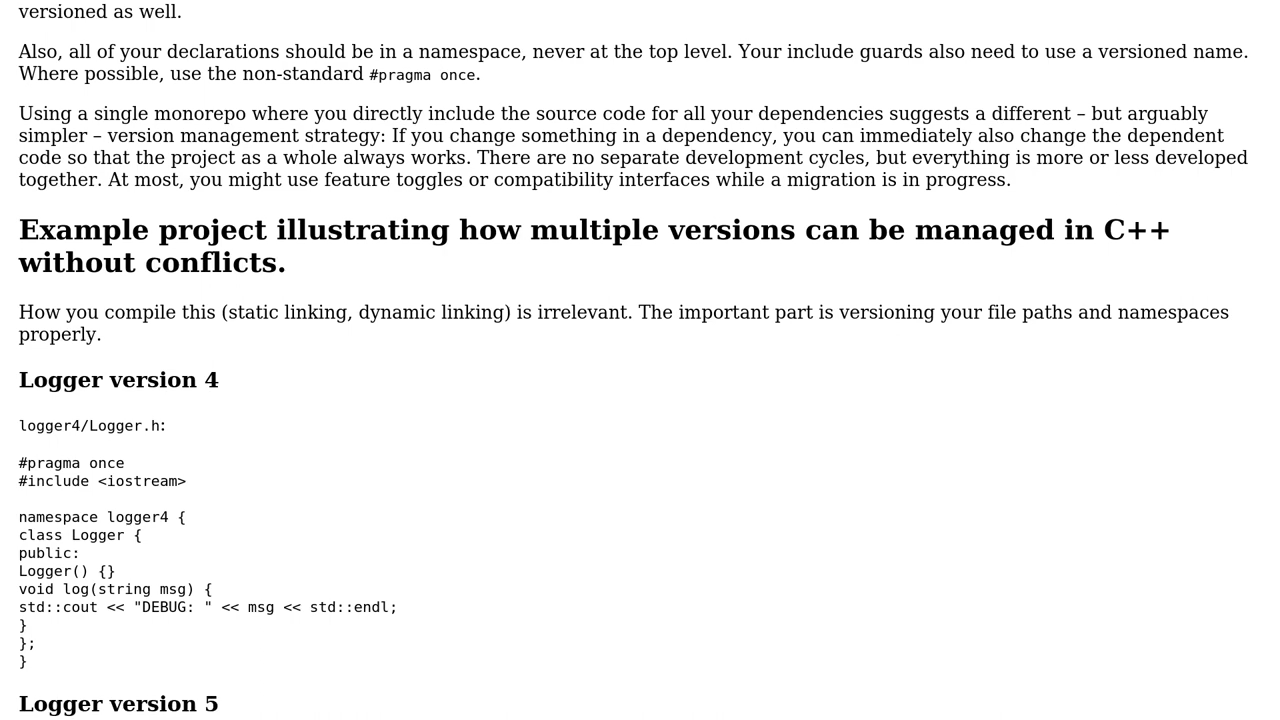 versioned as well.
Also, all of your declarations should be in a namespace, never at the top level. Your include guards also need to use a versioned name.
Where possible, use the non-standard #pragma once.
Using a single monorepo where you directly include the source code for all your dependencies suggests a different – but arguably
simpler – version management strategy: If you change something in a dependency, you can immediately also change the dependent
code so that the project as a whole always works. There are no separate development cycles, but everything is more or less developed
together. At most, you might use feature toggles or compatibility interfaces while a migration is in progress.
Example project illustrating how multiple versions can be managed in C++
without conflicts.
How you compile this (static linking, dynamic linking) is irrelevant. The important part is versioning your file paths and namespaces
properly.
Logger version 4
logger4/Logger.h:
#pragma once
#include <iostream>
namespace logger4 {
class Logger {
public:
Logger() {}
void log(string msg) {
std::cout << "DEBUG: " << msg << std::endl;
}
};
}
Logger version 5